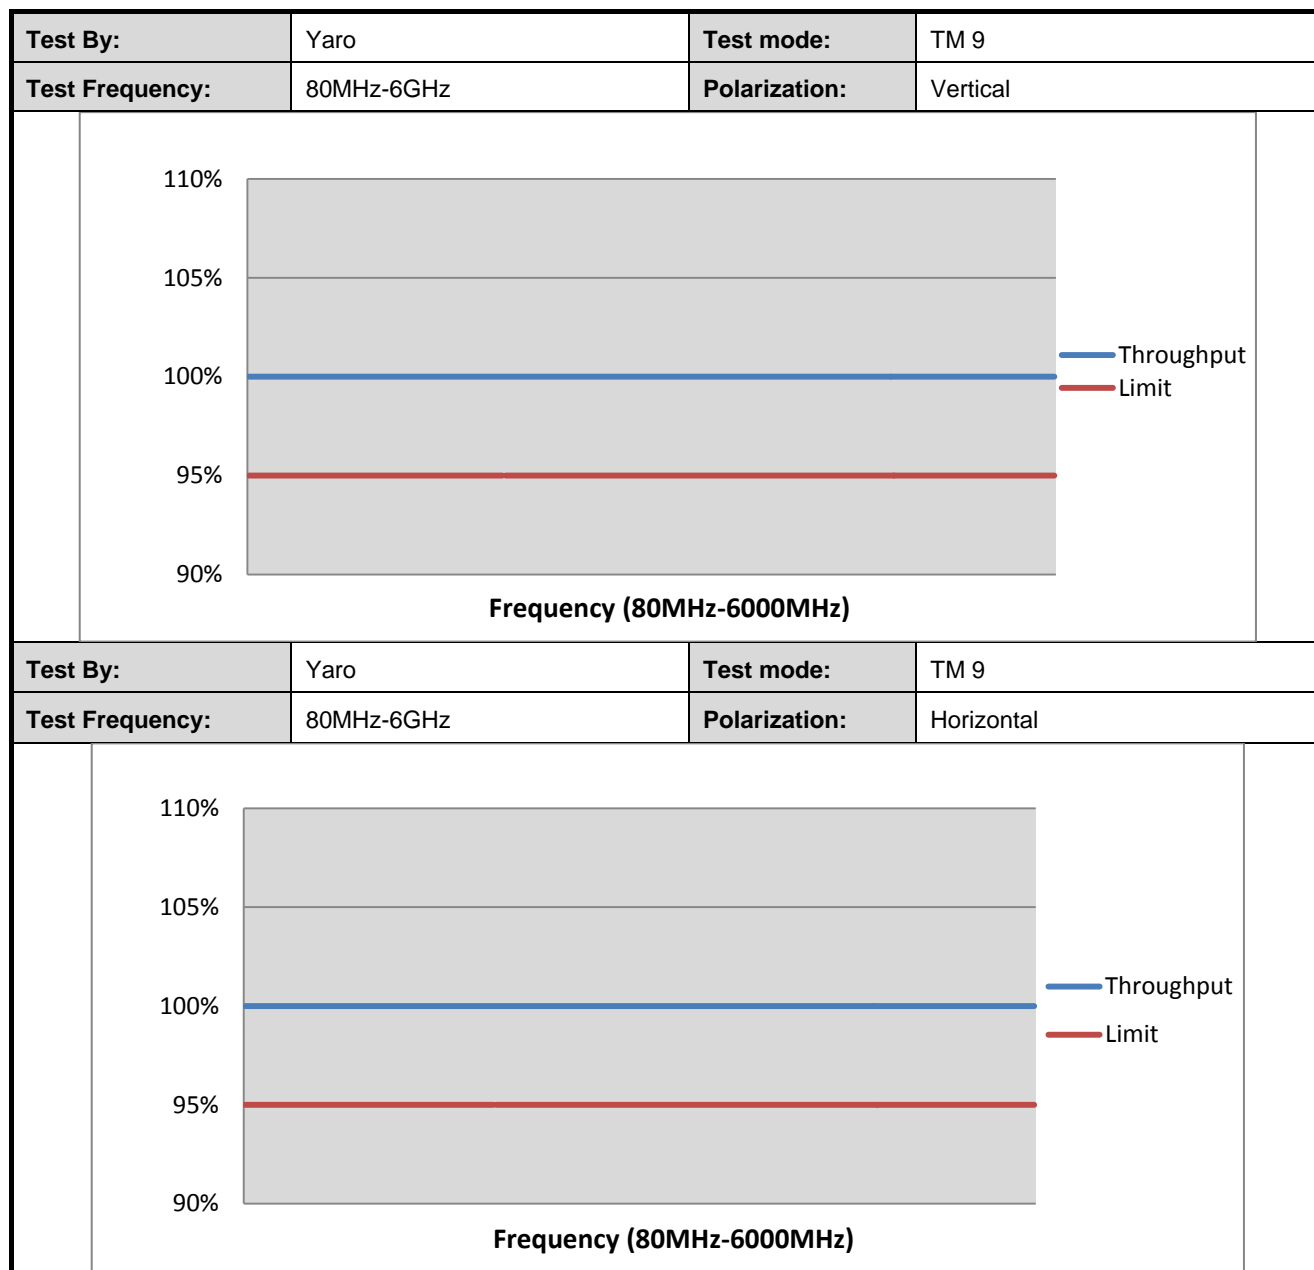 Test By: Yaro Test mode: TM 9
Test Frequency: 80MHz-6GHz Polarization: Vertical
110%
105%
100%
95%
90%
Throughput
Limit
Frequency (80MHz-6000MHz)
Test By: Yaro Test mode: TM 9
Test Frequency: 80MHz-6GHz Polarization: Horizontal
110%
105%
100%
95%
90%
Throughput
Limit
Frequency (80MHz-6000MHz)